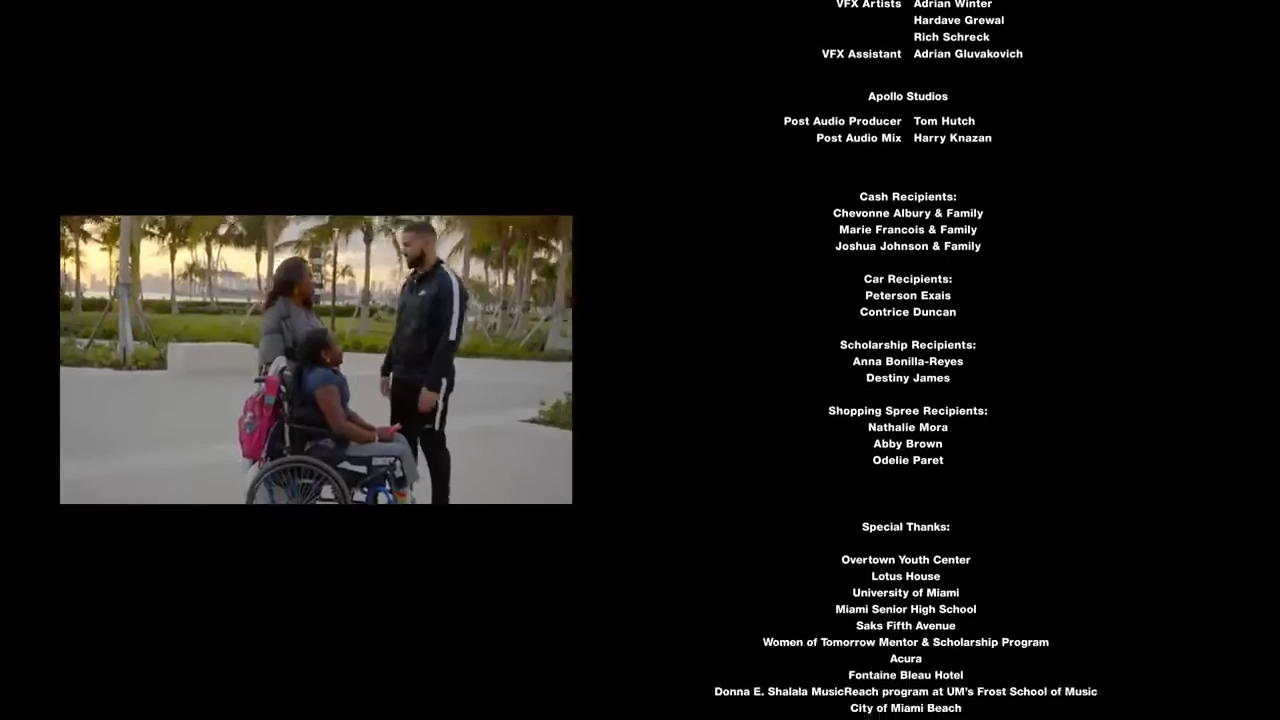 VFX Artists Adrian Winter
Hardave Grewal
Rich Schreck
VFX Assistant Adrian Gluvakovich
Apollo Studios
Post Audio Producer Tom Hutch
Post Audio Mix Harry Knazan
Cash Recipients:
Chevonne Albury & Family
Marie Francois & Family
Joshua Johnson & Family
Car Recipients:
Peterson Exais
Contrice Duncan
Scholarship Recipients:
Anna Bonilla-Reyes
Destiny James
Shopping Spree Recipients:
Nathalie Mora
Abby Brown
Odelie Paret
Special Thanks:
Overtown Youth Center
Lotus House
University of Miami
Miami Senior High School
Saks Fifth Avenue
Women of Tomorrow Mentor & Scholarship Program
Acura
Fontaine Bleau Hotel
Donna E. Shalala MusicReach program at UM's Frost School of Music
City of Miami Beach